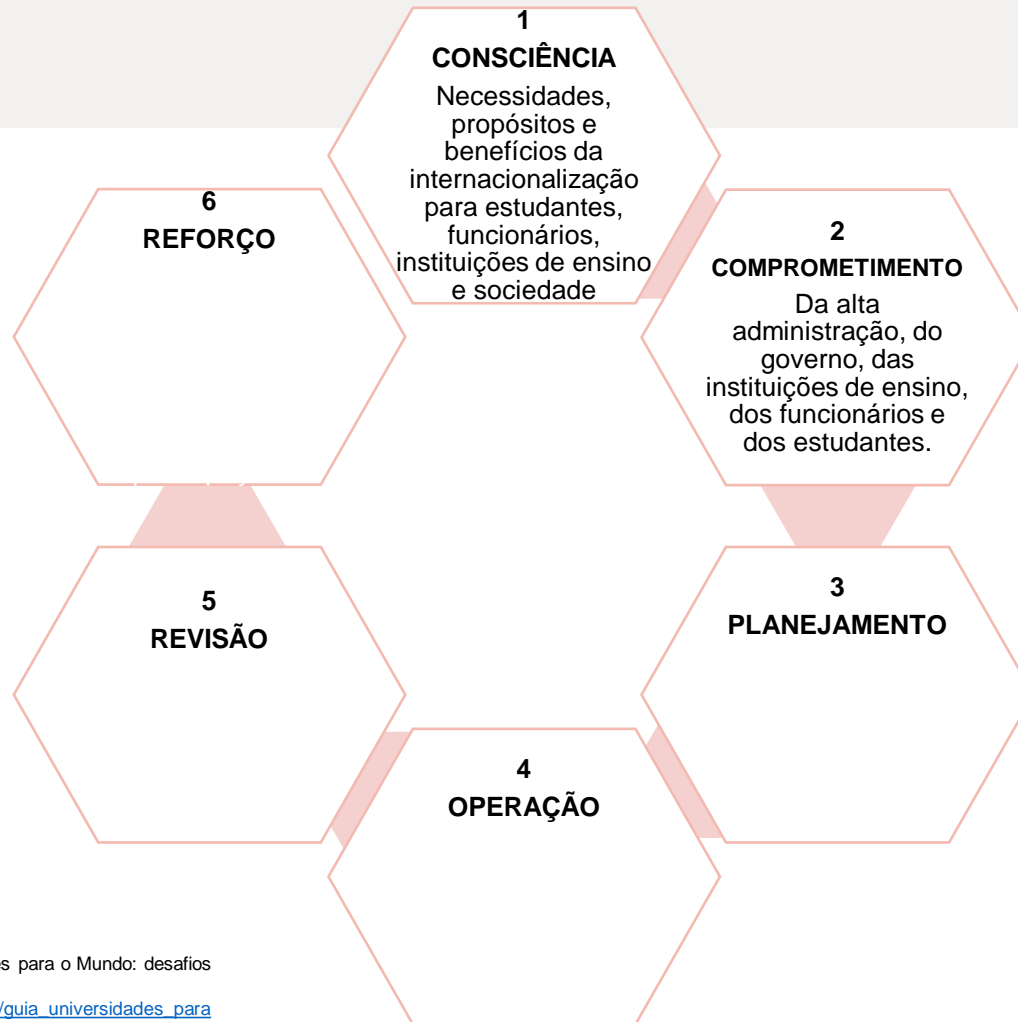 1
CONSCIÊNCIA
Necessidades,
propósitos e
benefícios da
internacionalização
para estudantes,
funcionários,
instituições de ensino
e sociedade
2
COMPROMETIMENTO
Da alta
administração, do
governo, das
instituições de ensino,
dos funcionários e
dos estudantes.
3
PLANEJAMENTO
4
OPERAÇÃO
5
REVISÃO
6
REFORÇO
es para o Mundo: desafios
/guia_universidades_para